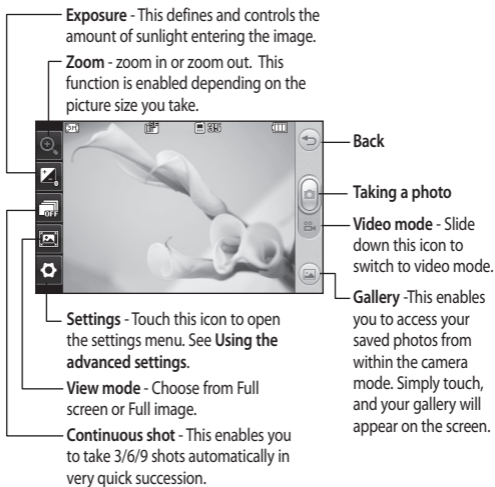 Exposure - This defines and controls the
amount of sunlight entering the image.
Zoom - zoom in or zoom out. This
function is enabled depending on the
picture size you take.
Back
Taking a photo
Video mode - Slide
down this icon to
switch to video mode.
Gallery -This enables
you to access your
saved photos from
within the camera
mode. Simply touch,
and your gallery will
appear on the screen.
OFF
Settings - Touch this icon to open
the settings menu. See Using the
advanced settings.
View mode - Choose from Full
screen or Full image.
Continuous shot - This enables you
to take 3/6/9 shots automatically in
very quick succession.